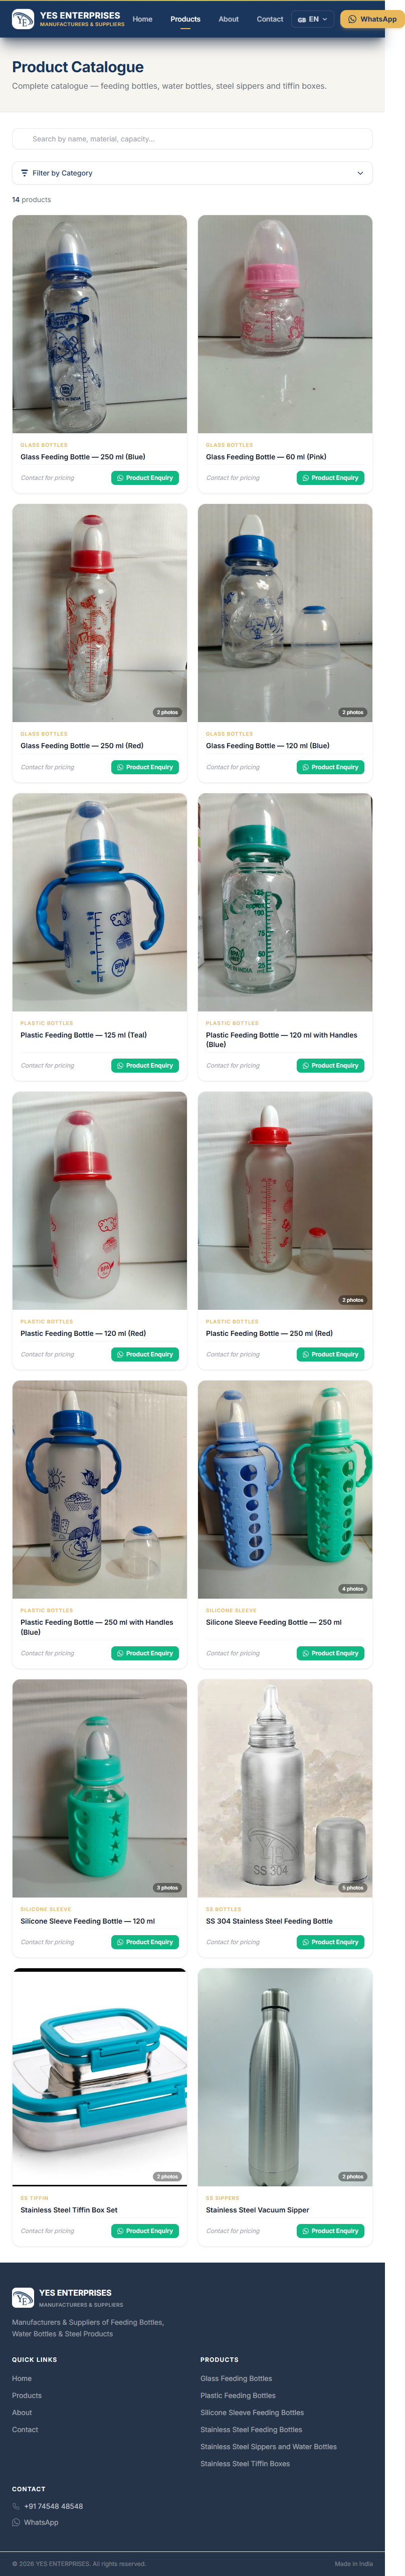 YES ENTERPRISES
MANUFACTURERS & SUPPLIERS
Home
Products
About
Contact
GB EN
WhatsApp
Product Catalogue
Complete catalogue — feeding bottles, water bottles, steel sippers and tiffin boxes.
Search by name, material, capacity...
Filter by Category
14 products
GLASS BOTTLES
Glass Feeding Bottle — 250 ml (Blue)
Contact for pricing
Product Enquiry
GLASS BOTTLES
Glass Feeding Bottle — 60 ml (Pink)
Contact for pricing
Product Enquiry
2 photos
GLASS BOTTLES
Glass Feeding Bottle — 250 ml (Red)
Contact for pricing
Product Enquiry
2 photos
GLASS BOTTLES
Glass Feeding Bottle — 120 ml (Blue)
Contact for pricing
Product Enquiry
BPA
PLASTIC BOTTLES
Plastic Feeding Bottle — 125 ml (Teal)
Contact for pricing
Product Enquiry
125
approx
100
75
50
25
MADE IN INDIA
PLASTIC BOTTLES
Plastic Feeding Bottle — 120 ml with Handles
(Blue)
Contact for pricing
Product Enquiry
PLASTIC BOTTLES
Plastic Feeding Bottle — 120 ml (Red)
Contact for pricing
Product Enquiry
2 photos
PLASTIC BOTTLES
Plastic Feeding Bottle — 250 ml (Red)
Contact for pricing
Product Enquiry
PLASTIC BOTTLES
Plastic Feeding Bottle — 250 ml with Handles
(Blue)
Contact for pricing
Product Enquiry
4 photos
SILICONE SLEEVE
Silicone Sleeve Feeding Bottle — 250 ml
Contact for pricing
Product Enquiry
3 photos
SILICONE SLEEVE
Silicone Sleeve Feeding Bottle — 120 ml
Contact for pricing
Product Enquiry
SS 304
5 photos
SS BOTTLES
SS 304 Stainless Steel Feeding Bottle
Contact for pricing
Product Enquiry
2 photos
SS TIFFIN
Stainless Steel Tiffin Box Set
Contact for pricing
Product Enquiry
2 photos
SS SIPPERS
Stainless Steel Vacuum Sipper
Contact for pricing
Product Enquiry
YES ENTERPRISES
MANUFACTURERS & SUPPLIERS
Manufacturers & Suppliers of Feeding Bottles,
Water Bottles & Steel Products
QUICK LINKS
Home
Products
About
Contact
PRODUCTS
Glass Feeding Bottles
Plastic Feeding Bottles
Silicone Sleeve Feeding Bottles
Stainless Steel Feeding Bottles
Stainless Steel Sippers and Water Bottles
Stainless Steel Tiffin Boxes
CONTACT
+91 74548 48548
WhatsApp
© 2026 YES ENTERPRISES. All rights reserved.
Made in India